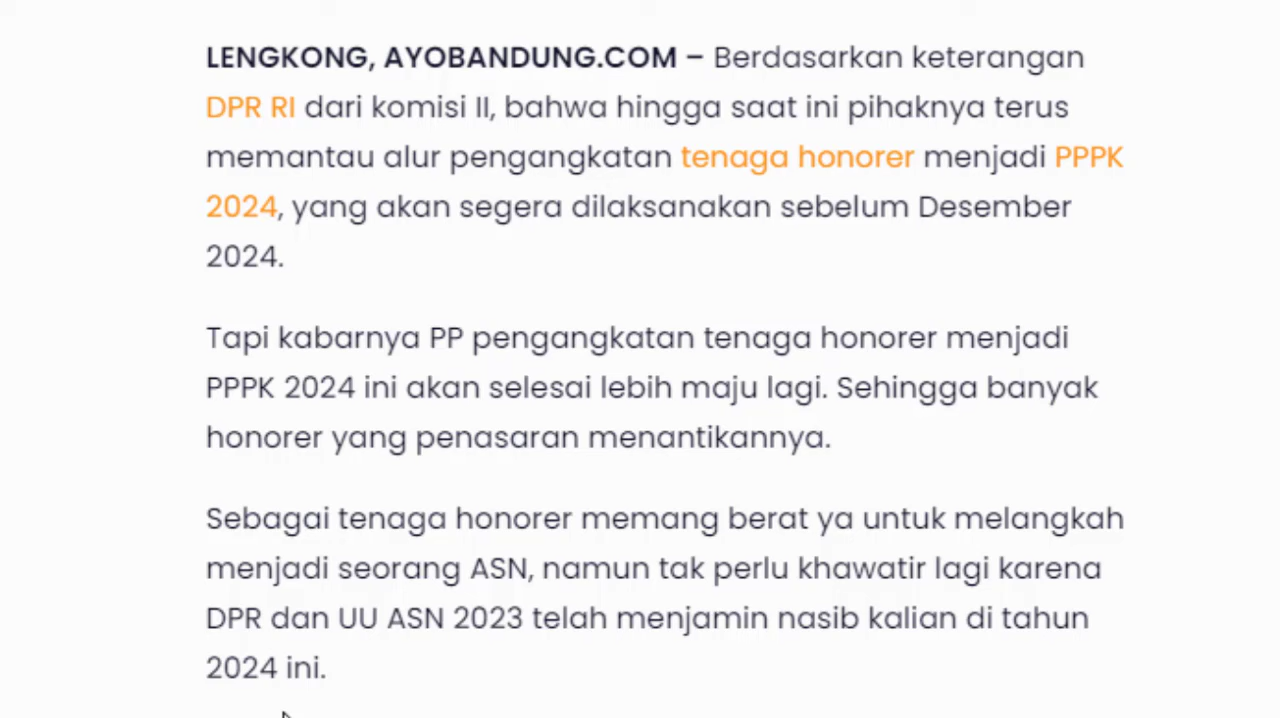 LENGKONG, AYOBANDUNG.COM – Berdasarkan keterangan
DPR RI dari komisi II, bahwa hingga saat ini pihaknya terus
memantau alur pengangkatan tenaga honorer menjadi PPPK
2024, yang akan segera dilaksanakan sebelum Desember
2024.
Tapi kabarnya PP pengangkatan tenaga honorer menjadi
PPPK 2024 ini akan selesai lebih maju lagi. Sehingga banyak
honorer yang penasaran menantikannya.
Sebagai tenaga honorer memang berat ya untuk melangkah
menjadi seorang ASN, namun tak perlu khawatir lagi karena
DPR dan UU ASN 2023 telah menjamin nasib kalian di tahun
2024 ini.